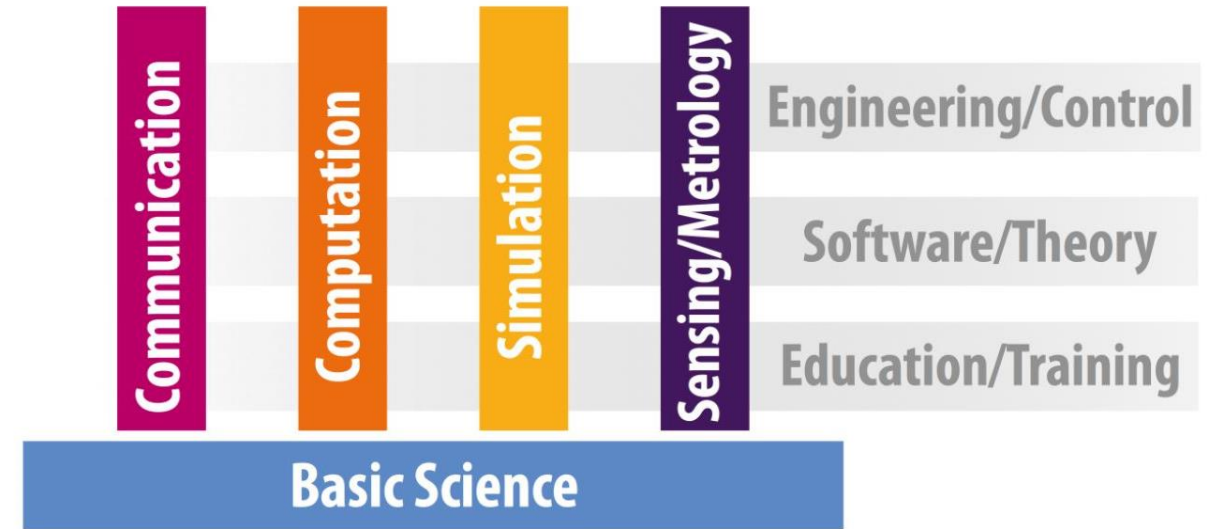 Communication
Computation
Simulation
Sensing/Metrology
Engineering/Control
Software/Theory
Education/Training
Basic Science